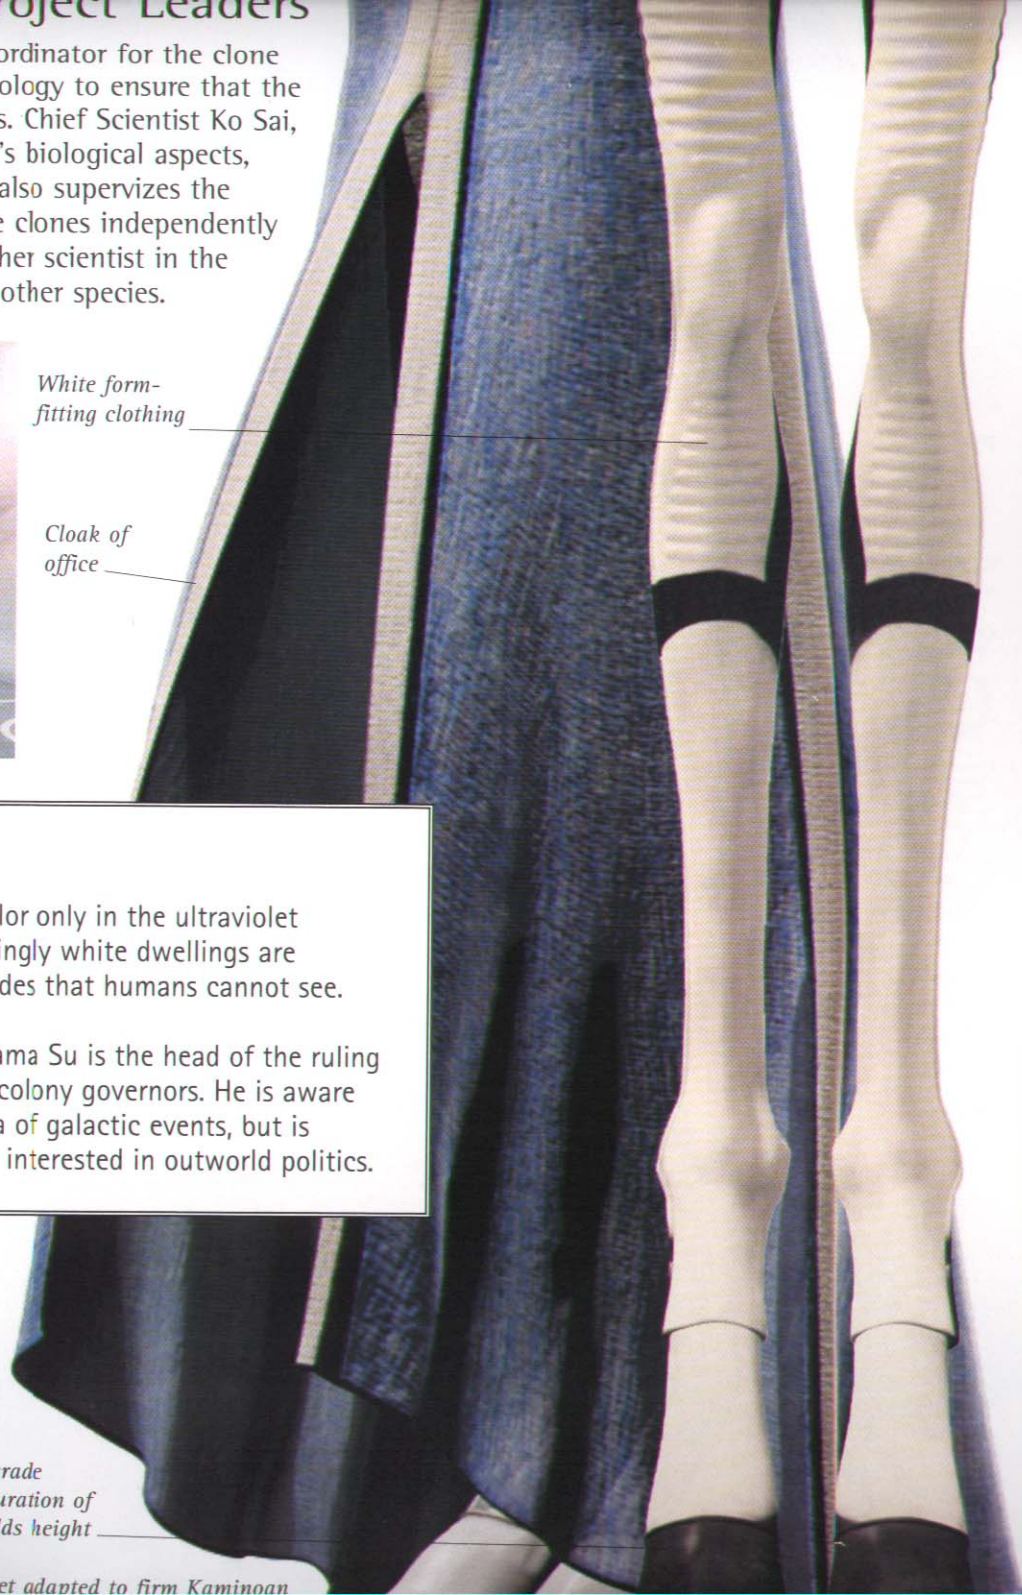 oject Leaders
ordinator for the clone
ology to ensure that the
s. Chief Scientist Ko Sai,
's biological aspects,
also supervizes the
e clones independently
her scientist in the
other species.
White form-
fitting clothing
Cloak of
office
lor only in the ultraviolet
ingly white dwellings are
des that humans cannot see.
ama Su is the head of the ruling
colony governors. He is aware
a of galactic events, but is
interested in outworld politics.
rade
uration of
lds height
et adapted to firm Kaminoan